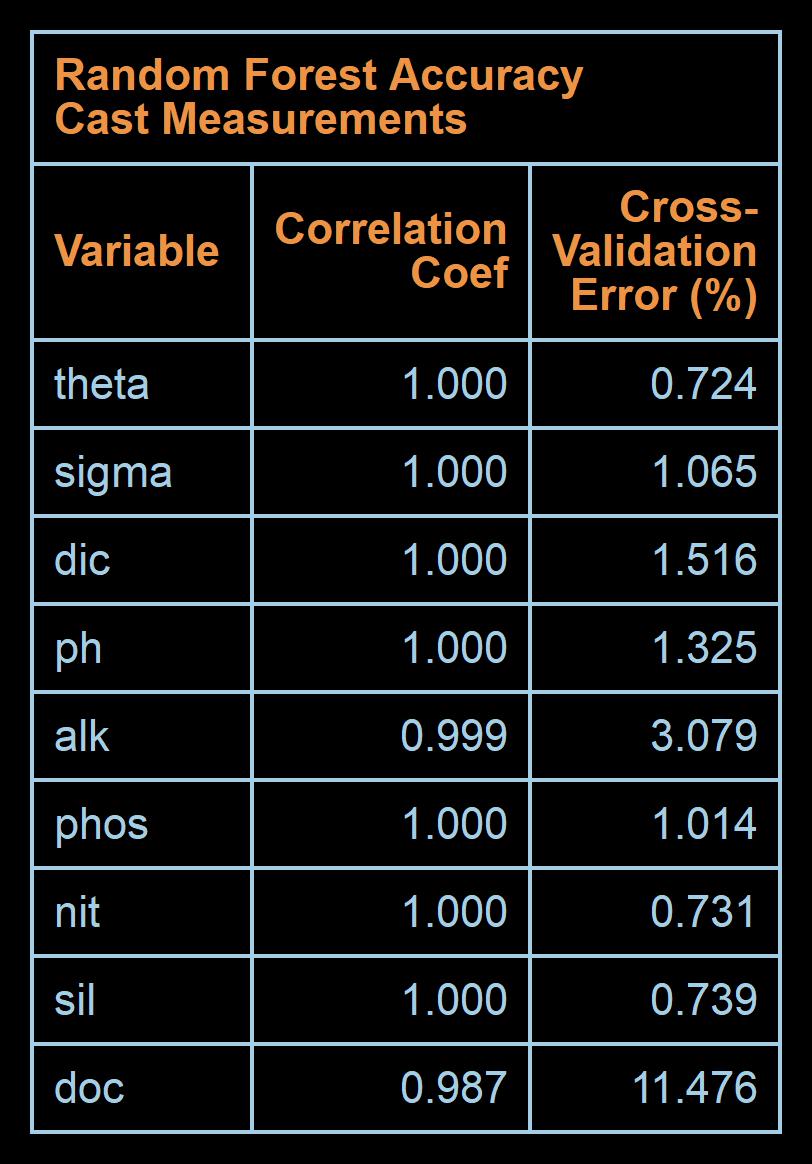 Random Forest Accuracy
Cast Measurements
Variable Correlation Coef Cross-Validation Error (%)
theta 1.000 0.724
sigma 1.000 1.065
dic 1.000 1.516
ph 1.000 1.325
alk 0.999 3.079
phos 1.000 1.014
nit 1.000 0.731
sil 1.000 0.739
doc 0.987 11.476